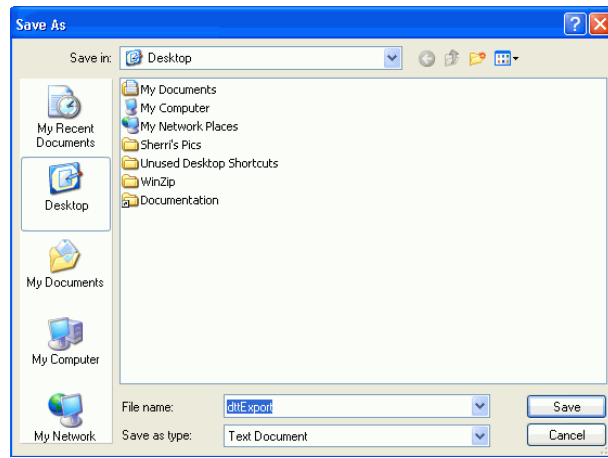 Save As
Save in: Desktop
My Documents
My Computer
My Network Places
Sherri's Pics
Unused Desktop Shortcuts
WinZip
Documentation
My Recent
Documents
Desktop
My Documents
My Computer
My Network
File name: dttExport Save
Save as type: Text Document Cancel